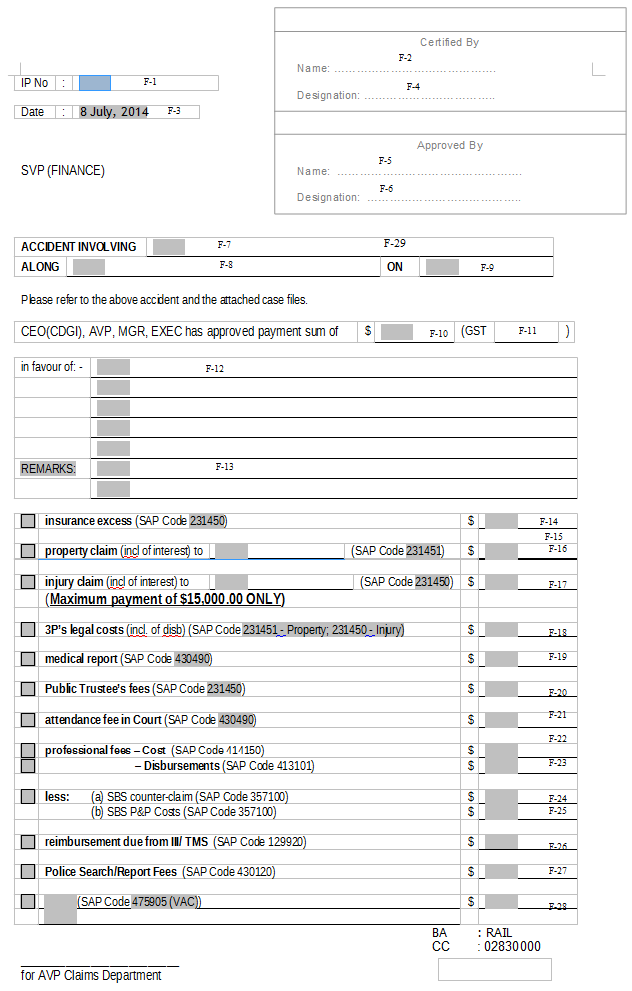 Certified By
F-2
Name: ................................................
Designation: .......................................
F-4
IP No : F-1
Date : 8 July, 2014 F-3
Approved By
F-5
Name: .......................................................
F-6
Designation: ..............................................
SVP (FINANCE)
ACCIDENT INVOLVING F-7 F-29
ALONG F-8 ON F-9
Please refer to the above accident and the attached case files.
CEO(CDGI), AVP, MGR, EXEC has approved payment sum of $ F-10 (GST F-11 )
in favour of: - F-12
REMARKS: F-13
insurance excess (SAP Code 231450) $ F-14
F-15
property claim (incl of interest) to (SAP Code 231451) $ F-16
injury claim (incl of interest) to (SAP Code 231450) $ F-17
(Maximum payment of $15,000.00 ONLY)
3P's legal costs (incl. of disb) (SAP Code 231451 - Property; 231450 - Injury) $ F-18
medical report (SAP Code 430490) $ F-19
Public Trustee's fees (SAP Code 231450) $ F-20
attendance fee in Court (SAP Code 430490) $ F-21
F-22
professional fees – Cost (SAP Code 414150) $
– Disbursements (SAP Code 413101) $ F-23
less: (a) SBS counter-claim (SAP Code 357100) $ F-24
(b) SBS P&P Costs (SAP Code 357100) $ F-25
reimbursement due from III/ TMS (SAP Code 129920) $ F-26
Police Search/Report Fees (SAP Code 430120) $ F-27
(SAP Code 475905 (VAC)) $ F-28
BA : RAIL
CC : 02830000
for AVP Claims Department